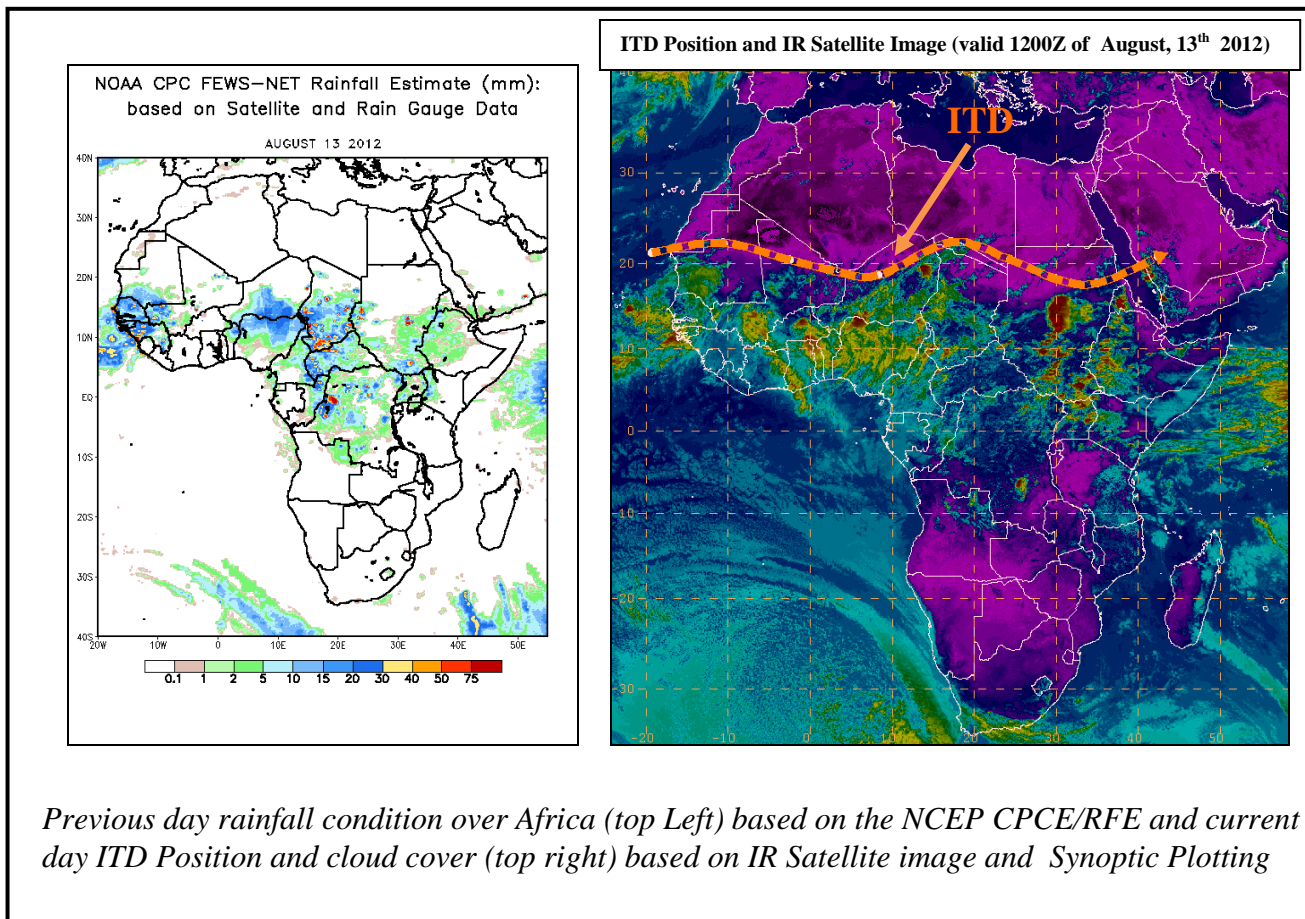 NOAA CPC FEWS-NET Rainfall Estimate (mm):
based on Satellite and Rain Gauge Data
AUGUST 13 2012
40N
30N
20N
10N
EQ
10S
20S
30S
40S
20W 10W 0 10E 20E 30E 40E 50E
0.1 1 2 5 10 15 20 30 40 50 75
ITD Position and IR Satellite Image (valid 1200Z of August, 13th 2012)
ITD
40
30
20
10
0
-10
-20
-30
-20 -10 0 10 20 30 40 50
Previous day rainfall condition over Africa (top Left) based on the NCEP CPCE/RFE and current
day ITD Position and cloud cover (top right) based on IR Satellite image and Synoptic Plotting